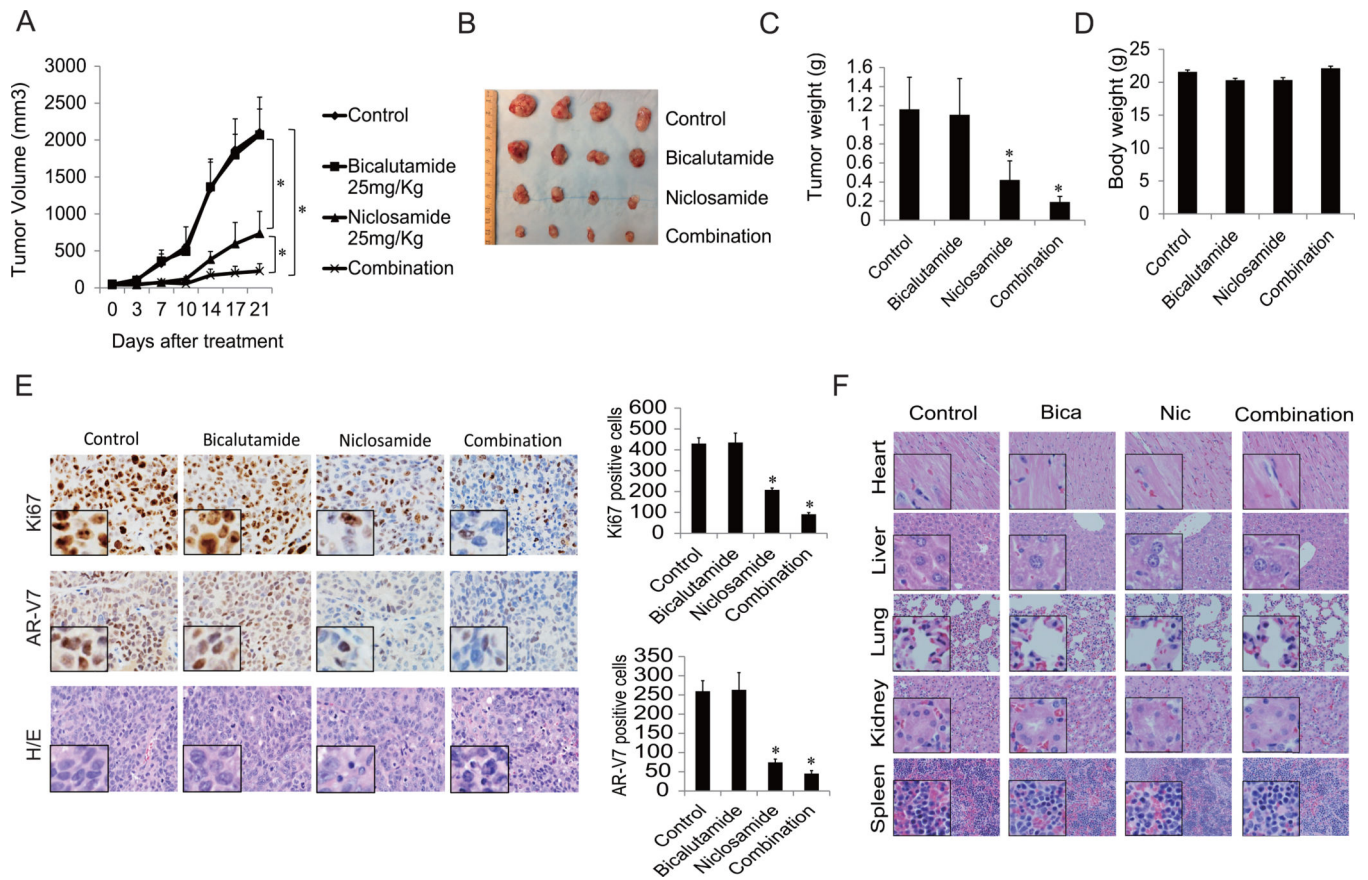 A
Tumor Volume (mm3)
3000
2500
2000
1500
1000
500
0
0 3 7 10 14 17 21
Days after treatment
Control
Bicalutamide
25mg/Kg
Niclosamide
25mg/Kg
Combination
*
*
*
B
Control
Bicalutamide
Niclosamide
Combination
C
Tumor weight (g)
1.6
1.4
1.2
1
0.8
0.6
0.4
0.2
0
*
*
Control
Bicalutamide
Niclosamide
Combination
D
Body weight (g)
25
20
15
10
5
0
Control
Bicalutamide
Niclosamide
Combination
E
Control Bicalutamide Niclosamide Combination
Ki67
AR-V7
H/E
Ki67 positive cells
600
500
400
300
200
100
0
*
*
Control
Bicalutamide
Niclosamide
Combination
AR-V7 positive cells
350
300
250
200
150
100
50
0
*
*
Control
Bicalutamide
Niclosamide
Combination
F
Control Bica Nic Combination
Heart
Liver
Lung
Kidney
Spleen